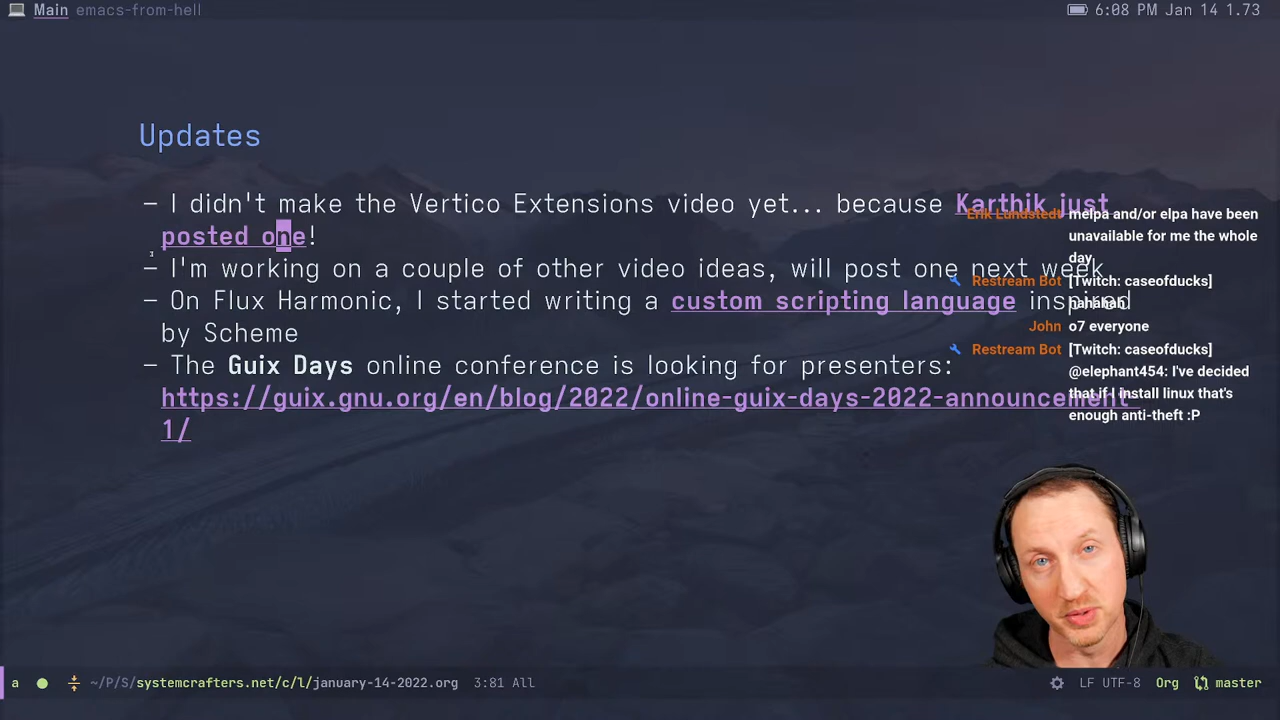 Main emacs-from-hell
6:08 PM Jan 14 1.73
Updates
– I didn't make the Vertico Extensions video yet... because Karthik just
posted one!
– I'm working on a couple of other video ideas, will post one next week
– On Flux Harmonic, I started writing a custom scripting language inspired
by Scheme
– The Guix Days online conference is looking for presenters:
https://guix.gnu.org/en/blog/2022/online-guix-days-2022-announcement-
1/
Erik Lundstedt melpa and/or elpa have been
unavailable for me the whole
day
Restream Bot [Twitch: caseofducks]
hahahah
John o7 everyone
Restream Bot [Twitch: caseofducks]
@elephant454: I've decided
that if I install linux that's
enough anti-theft :P
a ~/P/S/systemcrafters.net/c/l/january-14-2022.org 3:81 All
LF UTF-8 Org master